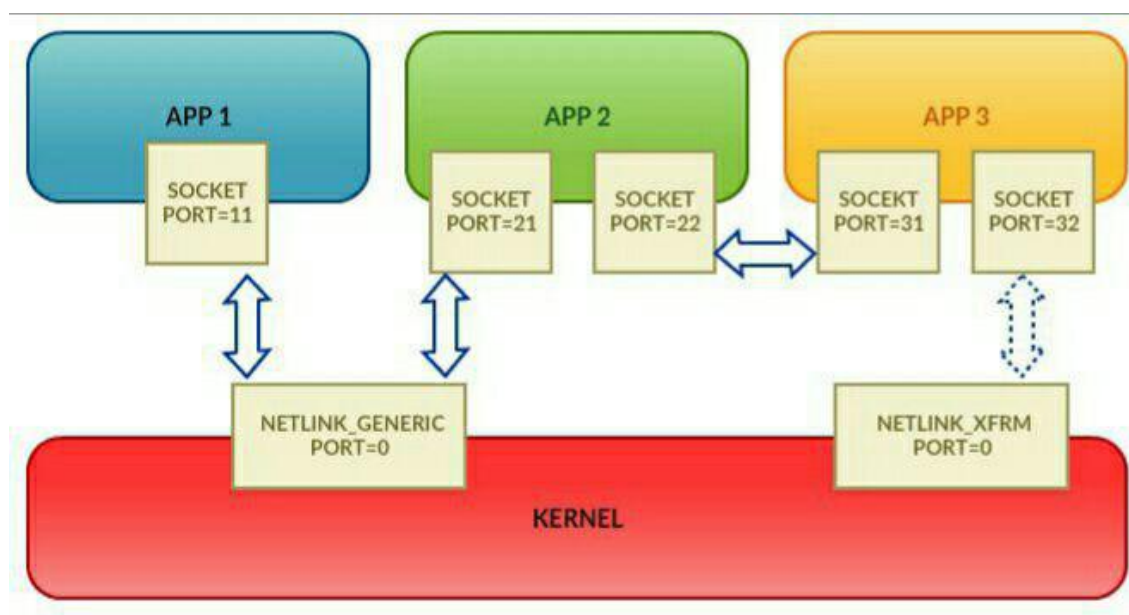 APP 1
APP 2
APP 3
SOCKET
PORT=11
SOCKET
PORT=21
SOCKET
PORT=22
SOCEKT
PORT=31
SOCKET
PORT=32
NETLINK_GENERIC
PORT=0
NETLINK_XFRM
PORT=0
KERNEL